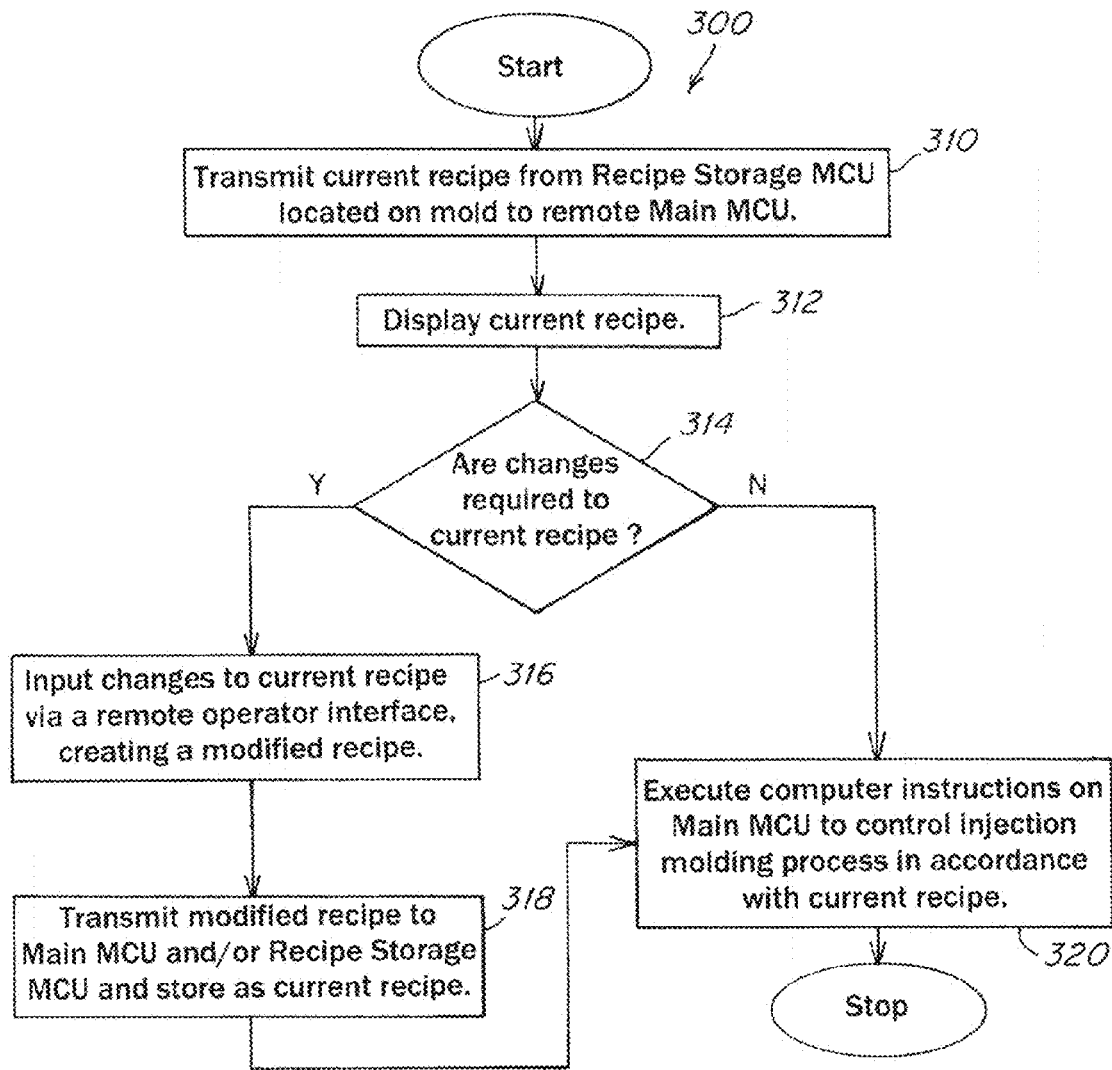 300
Start
310
Transmit current recipe from Recipe Storage MCU
located on mold to remote Main MCU.
312
Display current recipe.
314
Are changes
required to
current recipe ?
Y
N
316
Input changes to current recipe
via a remote operator interface,
creating a modified recipe.
318
Transmit modified recipe to
Main MCU and/or Recipe Storage
MCU and store as current recipe.
Execute computer instructions on
Main MCU to control injection
molding process in accordance
with current recipe.
320
Stop